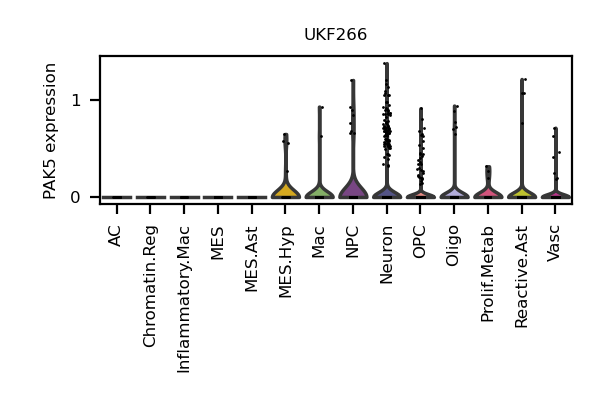 UKF266
PAK5 expression
1
0
AC
Chromatin.Reg
Inflammatory.Mac
MES
MES.Ast
MES.Hyp
Mac
NPC
Neuron
OPC
Oligo
Prolif.Metab
Reactive.Ast
Vasc